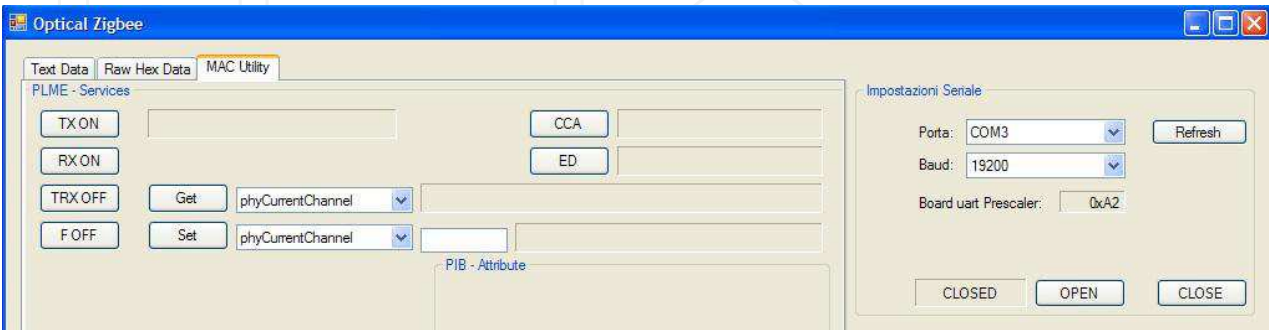 Optical Zigbee
Text Data Raw Hex Data MAC Utility
PLME - Services
TX ON CCA
RX ON ED
TRX OFF Get phyCurrentChannel
F OFF Set phyCurrentChannel
PIB - Attribute
Impostazioni Seriale
Porta: COM3 Refresh
Baud: 19200
Board uart Prescaler: 0xA2
CLOSED OPEN CLOSE